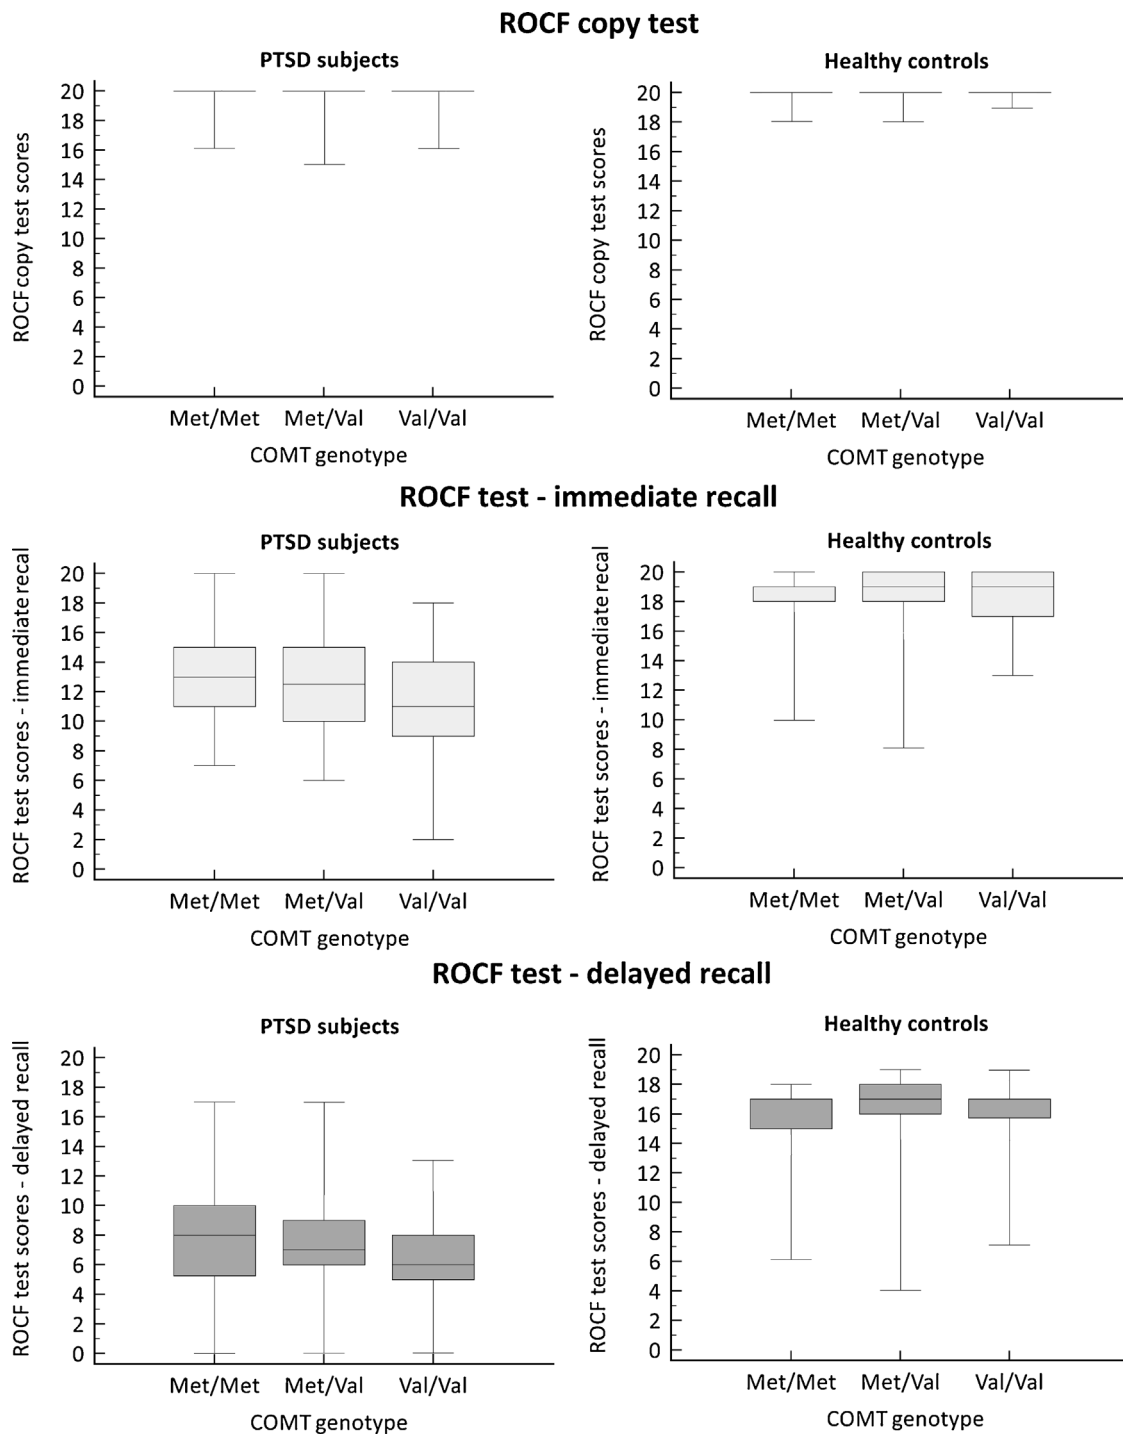 ROCF copy test
PTSD subjects
Healthy controls
ROCF copy test scores
20
18
16
14
12
10
8
6
4
2
0
Met/Met Met/Val Val/Val
COMT genotype
ROCF copy test scores
20
18
16
14
12
10
8
6
4
2
0
Met/Met Met/Val Val/Val
COMT genotype
ROCF test - immediate recall
PTSD subjects
Healthy controls
ROCF test scores - immediate recal
20
18
16
14
12
10
8
6
4
2
0
Met/Met Met/Val Val/Val
COMT genotype
ROCF test scores - immediate recal
20
18
16
14
12
10
8
6
4
2
0
Met/Met Met/Val Val/Val
COMT genotype
ROCF test - delayed recall
PTSD subjects
Healthy controls
ROCF test scores - delayed recall
20
18
16
14
12
10
8
6
4
2
0
Met/Met Met/Val Val/Val
COMT genotype
ROCF test scores - delayed recall
20
18
16
14
12
10
8
6
4
2
0
Met/Met Met/Val Val/Val
COMT genotype